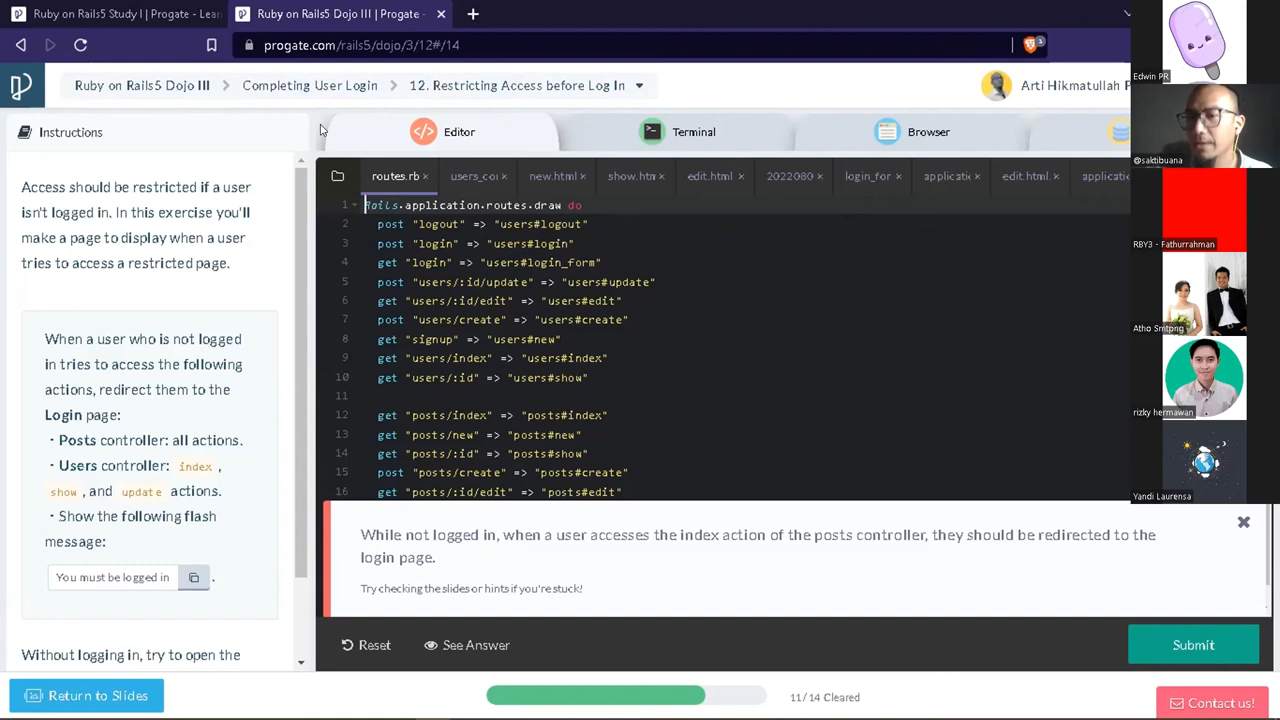 Ruby on Rails5 Study I | Progate - Lear
Ruby on Rails5 Dojo III | Progate -
progate.com/rails5/dojo/3/12#/14
3
Edwin PR
Ruby on Rails5 Dojo III
Completing User Login
12. Restricting Access before Log In
Arti Hikmatullah P
Instructions
Editor
Terminal
Browser
@saktibuana
Access should be restricted if a user
isn't logged in. In this exercise you'll
make a page to display when a user
tries to access a restricted page.
When a user who is not logged
in tries to access the following
actions, redirect them to the
Login page:
・Posts controller: all actions.
・Users controller: index ,
show , and update actions.
・Show the following flash
message:
You must be logged in .
Without logging in, try to open the
routes.rb
users_cor
new.html
show.htm
edit.html
2022080
login_for
applicatic
edit.html.
applicatio
1 Rails.application.routes.draw do
2 post "logout" => "users#logout"
3 post "login" => "users#login"
4 get "login" => "users#login_form"
5 post "users/:id/update" => "users#update"
6 get "users/:id/edit" => "users#edit"
7 post "users/create" => "users#create"
8 get "signup" => "users#new"
9 get "users/index" => "users#index"
10 get "users/:id" => "users#show"
11
12 get "posts/index" => "posts#index"
13 get "posts/new" => "posts#new"
14 get "posts/:id" => "posts#show"
15 post "posts/create" => "posts#create"
16 get "posts/:id/edit" => "posts#edit"
RBY3 - Fathurrahman
Atho Smtpng
rizky hermawan
Yandi Laurensa
While not logged in, when a user accesses the index action of the posts controller, they should be redirected to the
login page.
Try checking the slides or hints if you're stuck!
Reset
See Answer
Submit
Return to Slides
11/14 Cleared
Contact us!